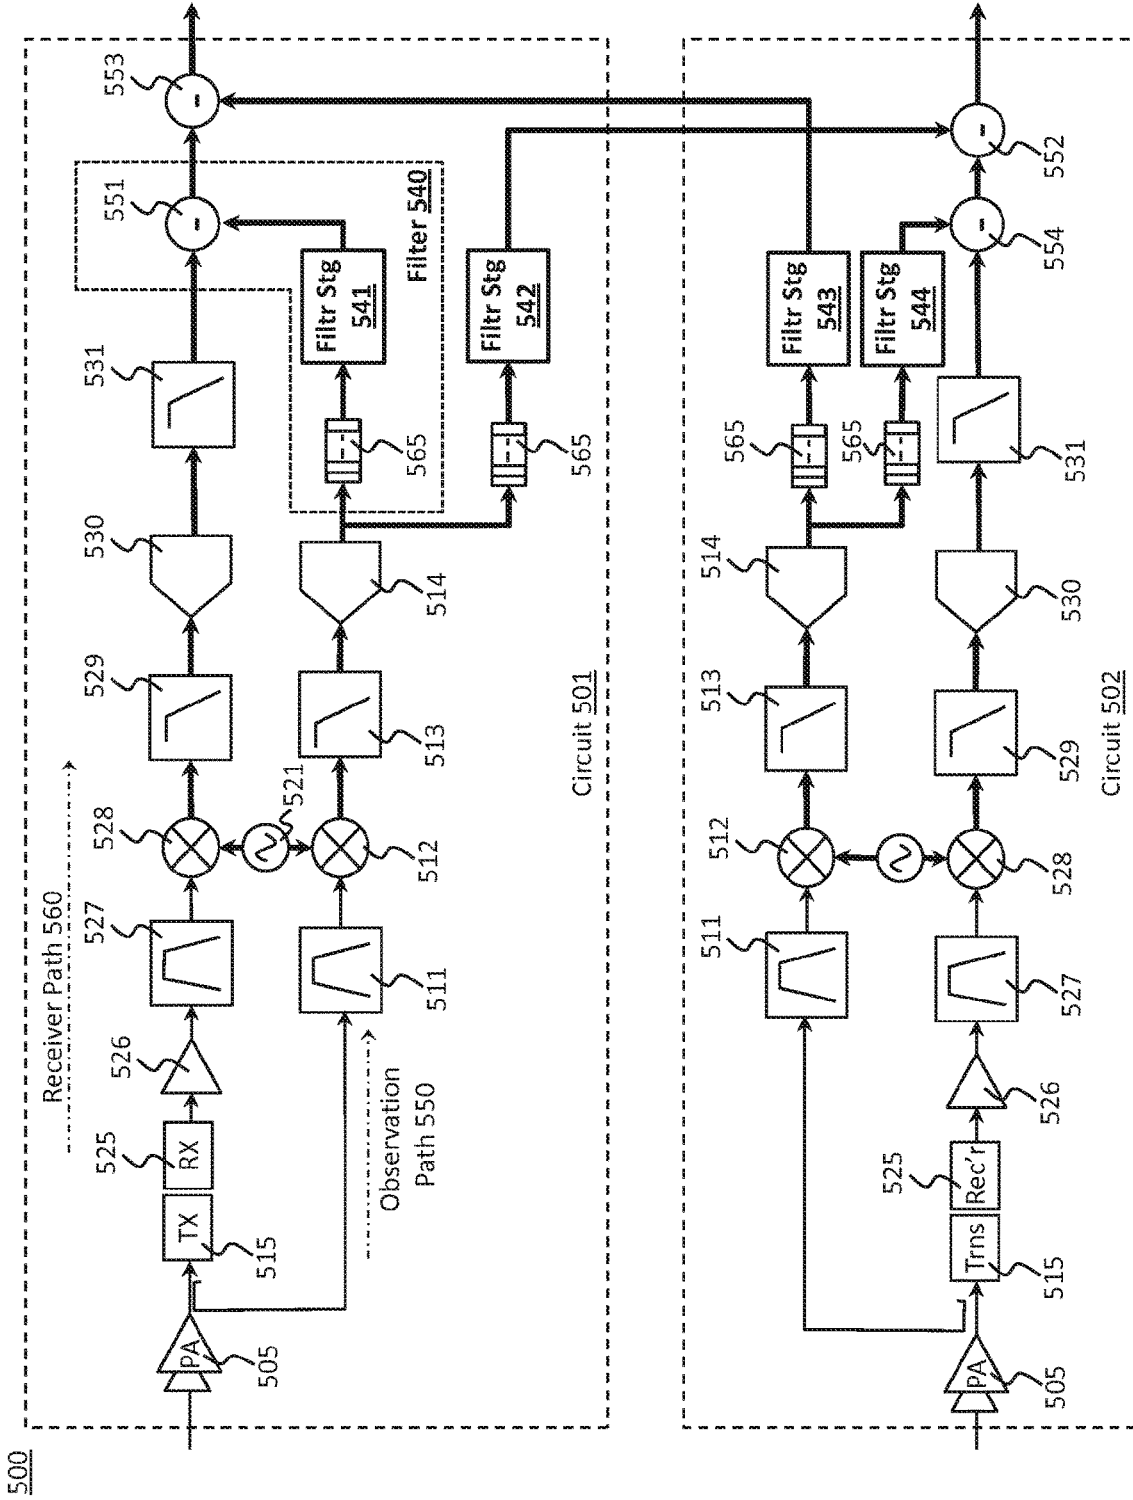 500
Receiver Path 560
PA
505
TX
515
RX
525
526
527
528
529
530
531
551
553
Observation
Path 550
511
512
521
513
514
565
Filtr Stg
541
Filter 540
565
Filtr Stg
542
Circuit 501
511
512
513
514
565
Filtr Stg
543
565
Filtr Stg
544
PA
505
Trns
515
Rec'r
525
526
527
528
529
530
531
554
552
Circuit 502